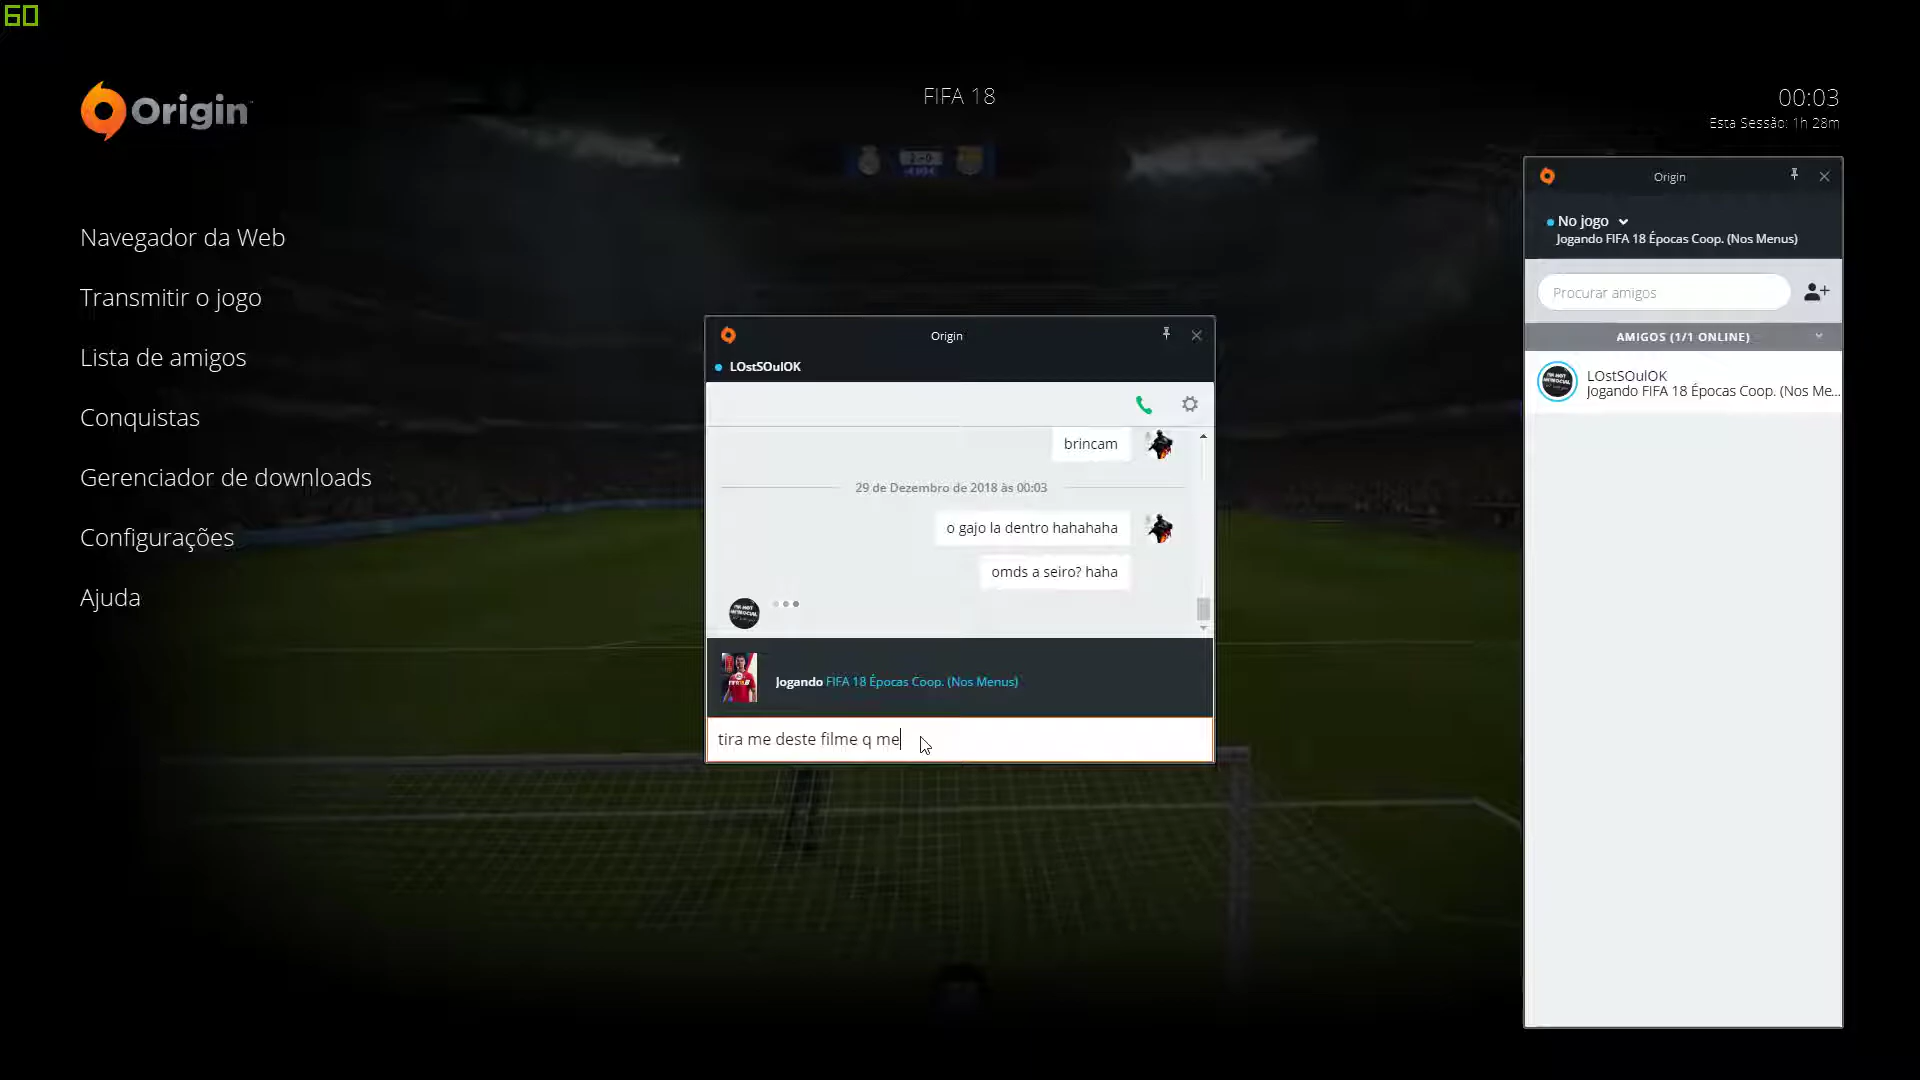 60
Origin
FIFA 18
00:03
Esta Sessão: 1h 28m
Navegador da Web
Transmitir o jogo
Lista de amigos
Conquistas
Gerenciador de downloads
Configurações
Ajuda
Origin
LOstSOulOK
brincam
29 de Dezembro de 2018 às 00:03
o gajo la dentro hahahaha
omds a seiro? haha
Jogando FIFA 18 Épocas Coop. (Nos Menus)
tira me deste filme q me
Origin
No jogo
Jogando FIFA 18 Épocas Coop. (Nos Menus)
Procurar amigos
AMIGOS (1/1 ONLINE)
LOstSOulOK
Jogando FIFA 18 Épocas Coop. (Nos Me...